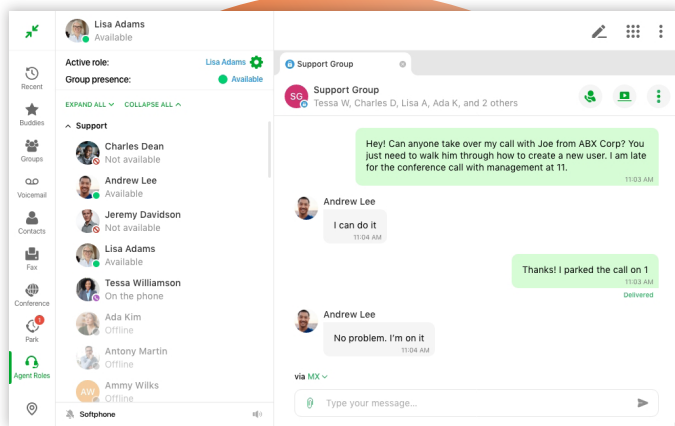 Lisa Adams
Available
Active role:
Lisa Adams
Group presence:
Available
EXPAND ALL
COLLAPSE ALL
Support
Charles Dean
Not available
Andrew Lee
Available
Jeremy Davidson
Not available
Lisa Adams
Available
Tessa Williamson
On the phone
Ada Kim
Offline
Antony Martin
Offline
AW
Ammy Wilks
Offline
Softphone
Recent
Buddies
Groups
Voicemail
Contacts
Fax
Conference
1
Park
Agent Roles
Support Group
SG
Support Group
Tessa W, Charles D, Lisa A, Ada K, and 2 others
Hey! Can anyone take over my call with Joe from ABX Corp? You
just need to walk him through how to create a new user. I am late
for the conference call with management at 11.
11:03 AM
Andrew Lee
I can do it
11:04 AM
Thanks! I parked the call on 1
11:03 AM
Delivered
Andrew Lee
No problem. I'm on it
11:04 AM
via MX
Type your message...